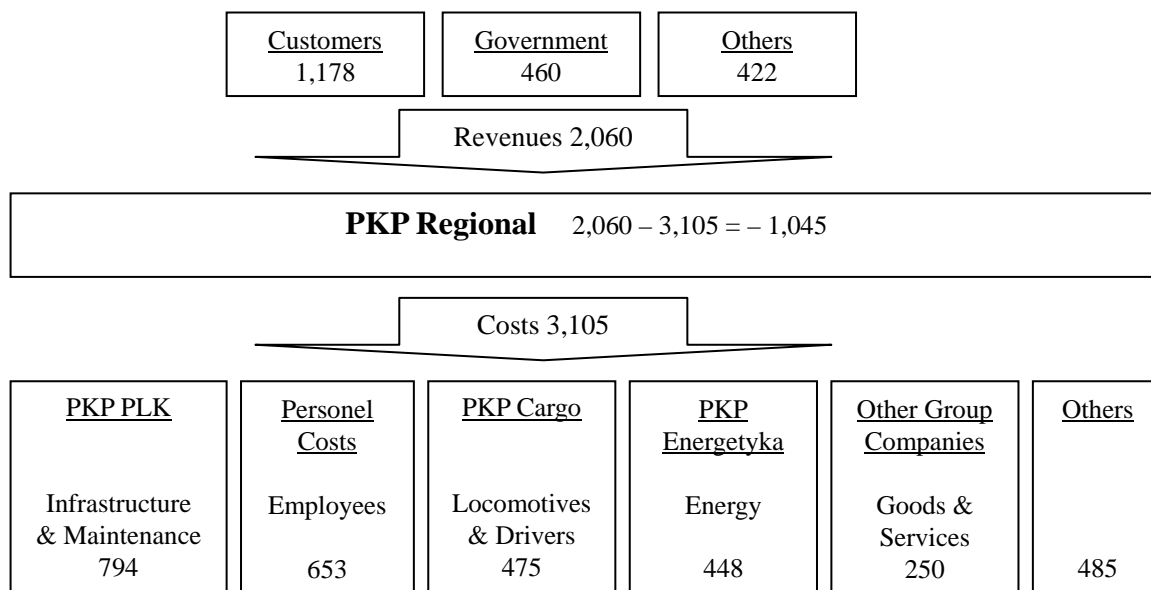 Customers
1,178
Government
460
Others
422
Revenues 2,060
PKP Regional 2,060 – 3,105 = – 1,045
Costs 3,105
PKP PLK
Infrastructure
& Maintenance
794
Personel
Costs
Employees
653
PKP Cargo
Locomotives
& Drivers
475
PKP
Energetyka
Energy
448
Other Group
Companies
Goods &
Services
250
Others
485